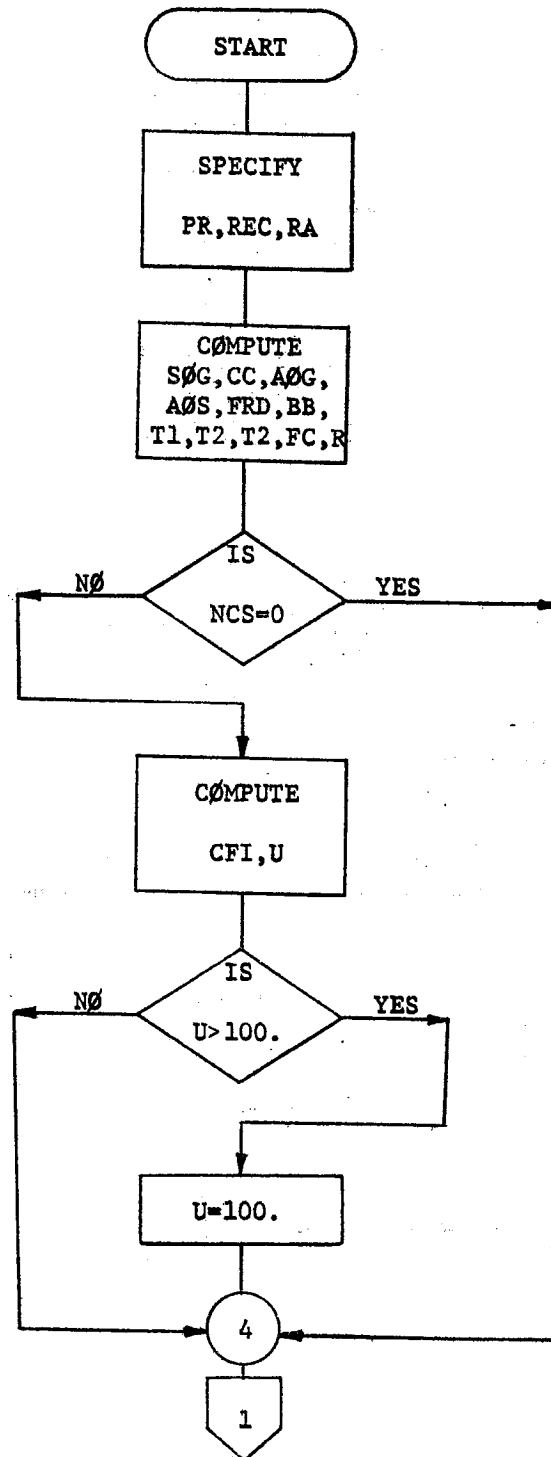 START
SPECIFY
PR,REC,RA
CØMPUTE
SØG,CC,AØG,
AØS,FRD,BB,
T1,T2,T2,FC,R
IS
NØ
YES
NCS=0
CØMPUTE
CFI,U
IS
NØ
YES
U>100.
U=100.
4
1